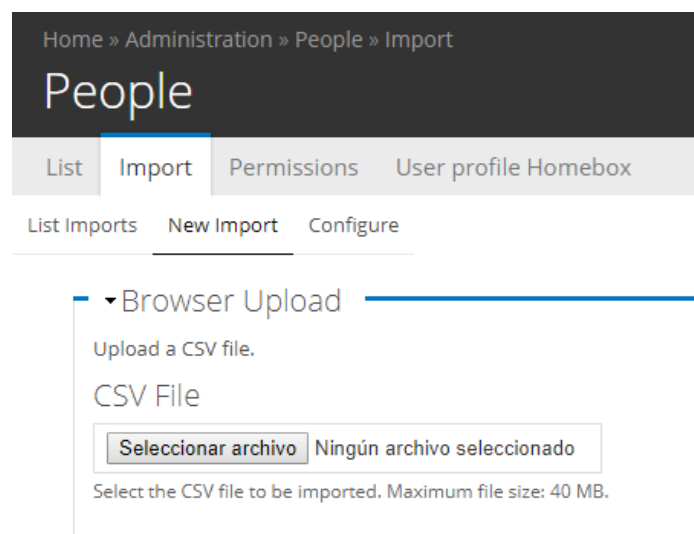 Home » Administration » People » Import
People
List Import Permissions User profile Homebox
List Imports New Import Configure
Browser Upload
Upload a CSV file.
CSV File
Seleccionar archivo Ningún archivo seleccionado
Select the CSV file to be imported. Maximum file size: 40 MB.